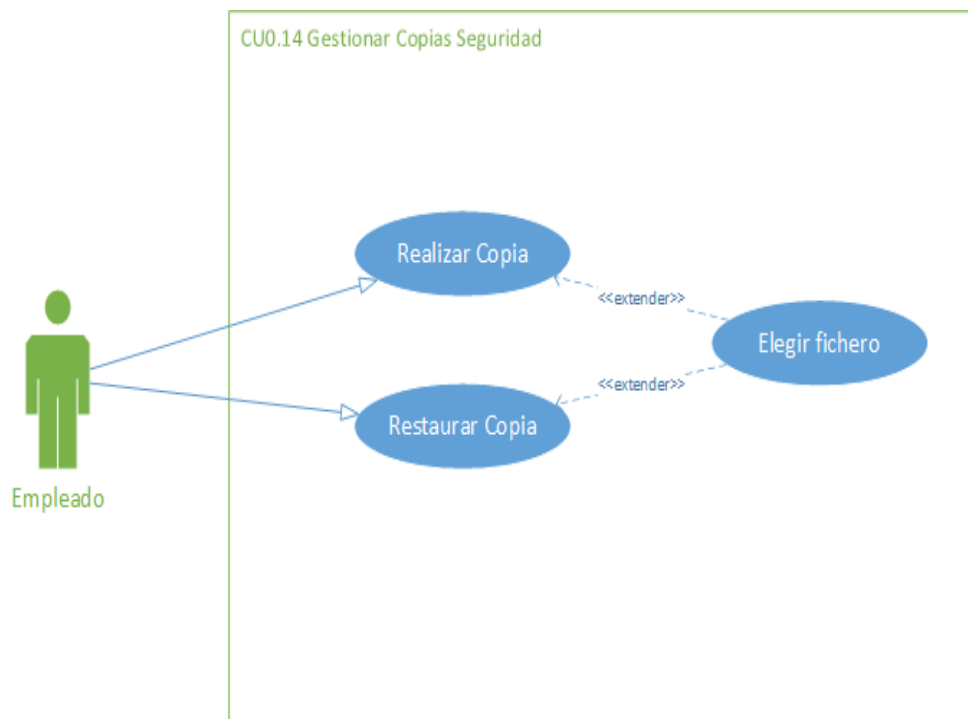 CU0.14 Gestionar Copias Seguridad
Realizar Copia
<<extender>>
Elegir fichero
<<extender>>
Restaurar Copia
Empleado